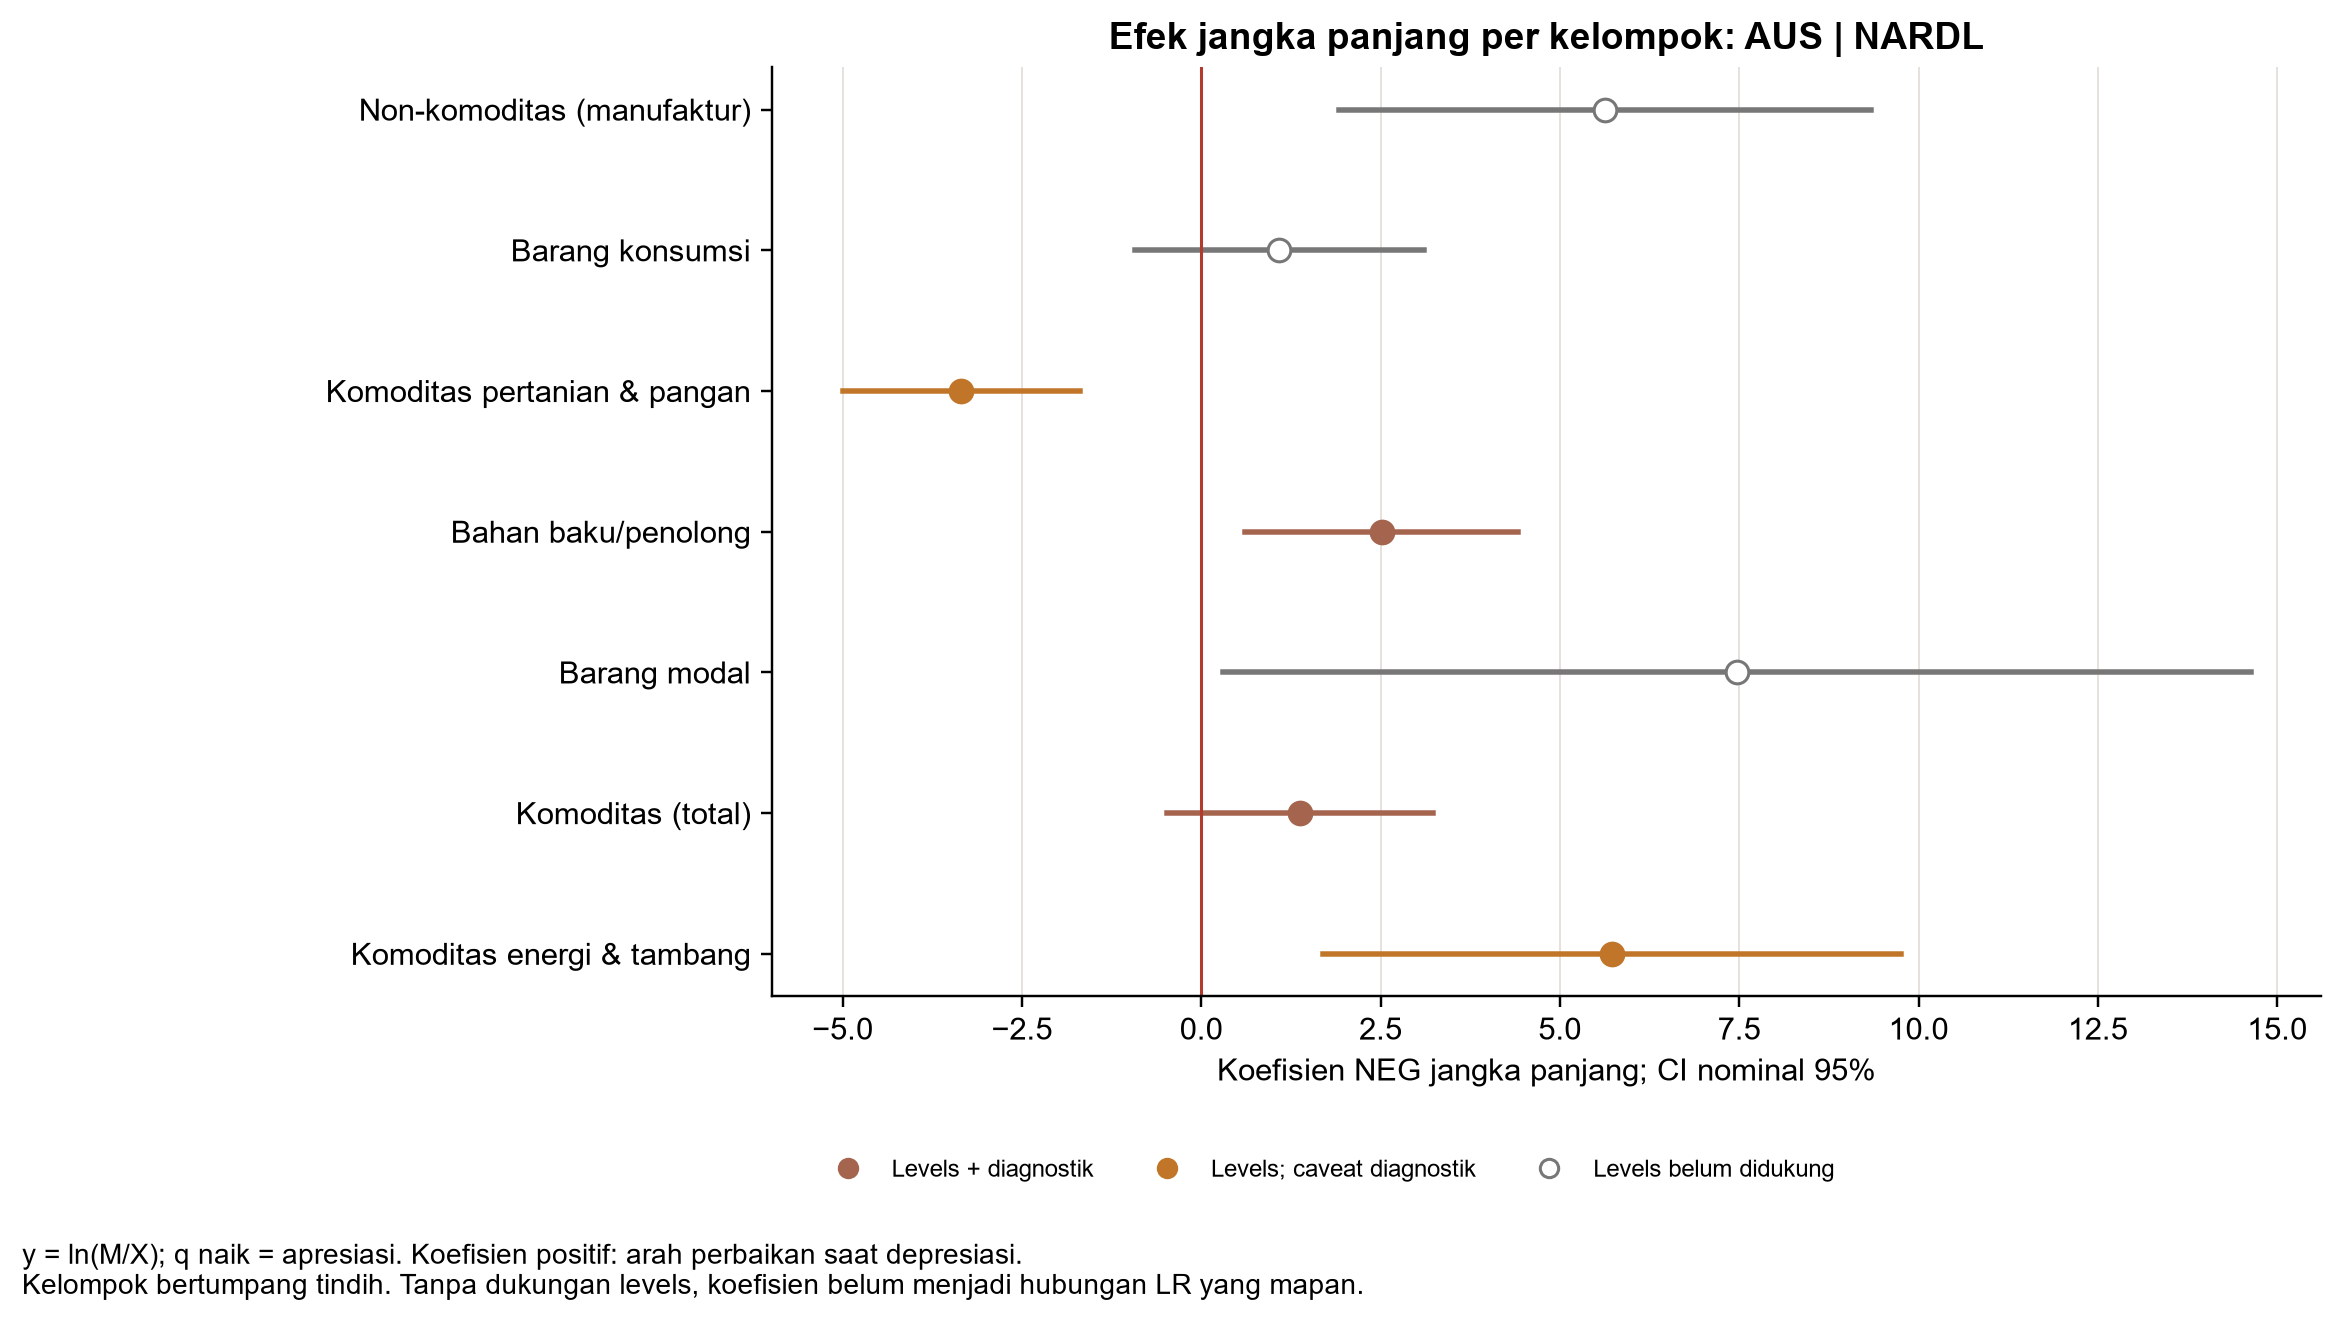 Efek jangka panjang per kelompok: AUS | NARDL
Non-komoditas (manufaktur)
Barang konsumsi
Komoditas pertanian & pangan
Bahan baku/penolong
Barang modal
Komoditas (total)
Komoditas energi & tambang
−5.0 −2.5 0.0 2.5 5.0 7.5 10.0 12.5 15.0
Koefisien NEG jangka panjang; CI nominal 95%
Levels + diagnostik Levels; caveat diagnostik Levels belum didukung
y = ln(M/X); q naik = apresiasi. Koefisien positif: arah perbaikan saat depresiasi.
Kelompok bertumpang tindih. Tanpa dukungan levels, koefisien belum menjadi hubungan LR yang mapan.